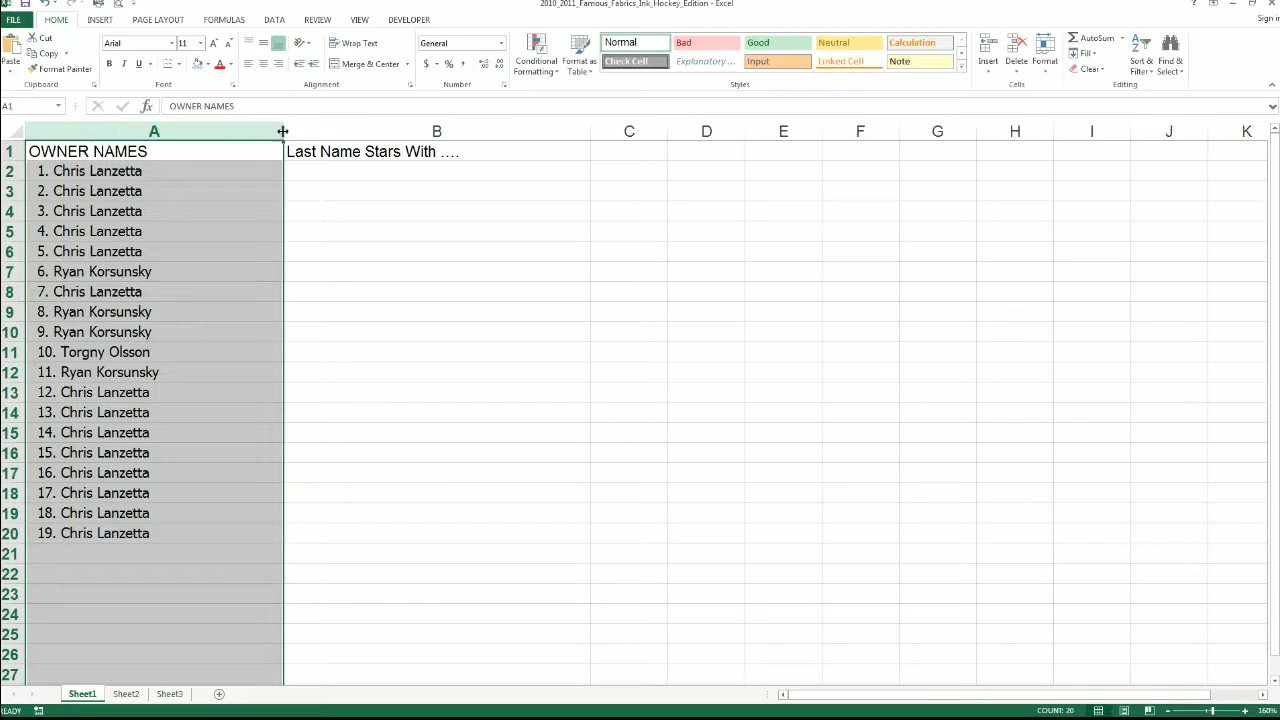 2010_2011_Famous_Fabrics_Ink_Hockey_Edition - Excel
FILE HOME INSERT PAGE LAYOUT FORMULAS DATA REVIEW VIEW DEVELOPER
Sign in
Paste
Cut
Copy
Format Painter
Clipboard
Arial 11
B I U
Font
Wrap Text
Merge & Center
Alignment
General
$ % ,
Number
Conditional Formatting
Format as Table
Normal Bad Good Neutral Calculation
Check Cell Explanatory ... Input Linked Cell Note
Styles
Insert Delete Format
Cells
AutoSum
Fill
Clear
Sort & Filter
Find & Select
Editing
A1 fx OWNER NAMES
A B C D E F G H I J K
1 OWNER NAMES Last Name Stars With ....
2 1. Chris Lanzetta
3 2. Chris Lanzetta
4 3. Chris Lanzetta
5 4. Chris Lanzetta
6 5. Chris Lanzetta
7 6. Ryan Korsunsky
8 7. Chris Lanzetta
9 8. Ryan Korsunsky
10 9. Ryan Korsunsky
11 10. Torgny Olsson
12 11. Ryan Korsunsky
13 12. Chris Lanzetta
14 13. Chris Lanzetta
15 14. Chris Lanzetta
16 15. Chris Lanzetta
17 16. Chris Lanzetta
18 17. Chris Lanzetta
19 18. Chris Lanzetta
20 19. Chris Lanzetta
21
22
23
24
25
26
27
Sheet1 Sheet2 Sheet3
READY COUNT: 20 160%